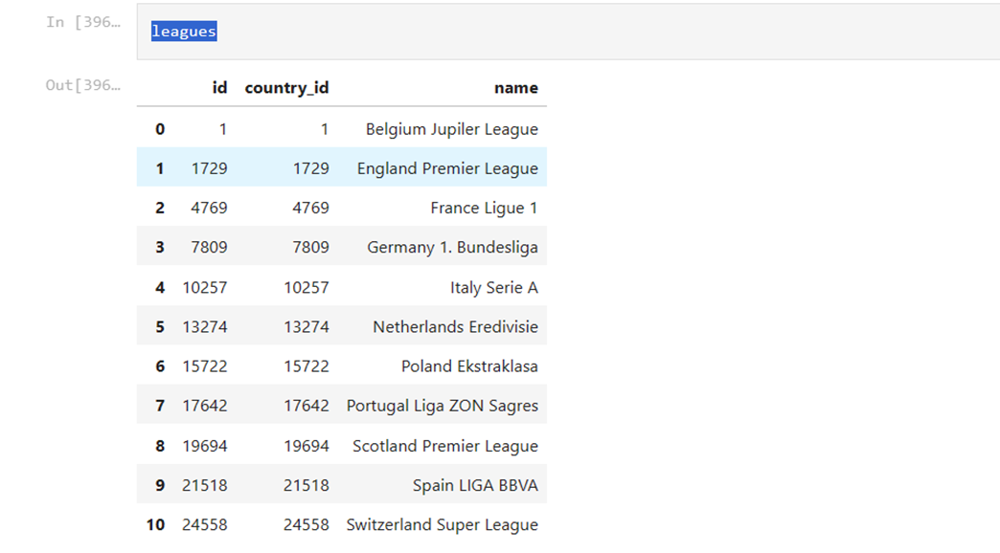 In [396…
leagues
Out[396…
id country_id name
0 1 1 Belgium Jupiler League
1 1729 1729 England Premier League
2 4769 4769 France Ligue 1
3 7809 7809 Germany 1. Bundesliga
4 10257 10257 Italy Serie A
5 13274 13274 Netherlands Eredivisie
6 15722 15722 Poland Ekstraklasa
7 17642 17642 Portugal Liga ZON Sagres
8 19694 19694 Scotland Premier League
9 21518 21518 Spain LIGA BBVA
10 24558 24558 Switzerland Super League